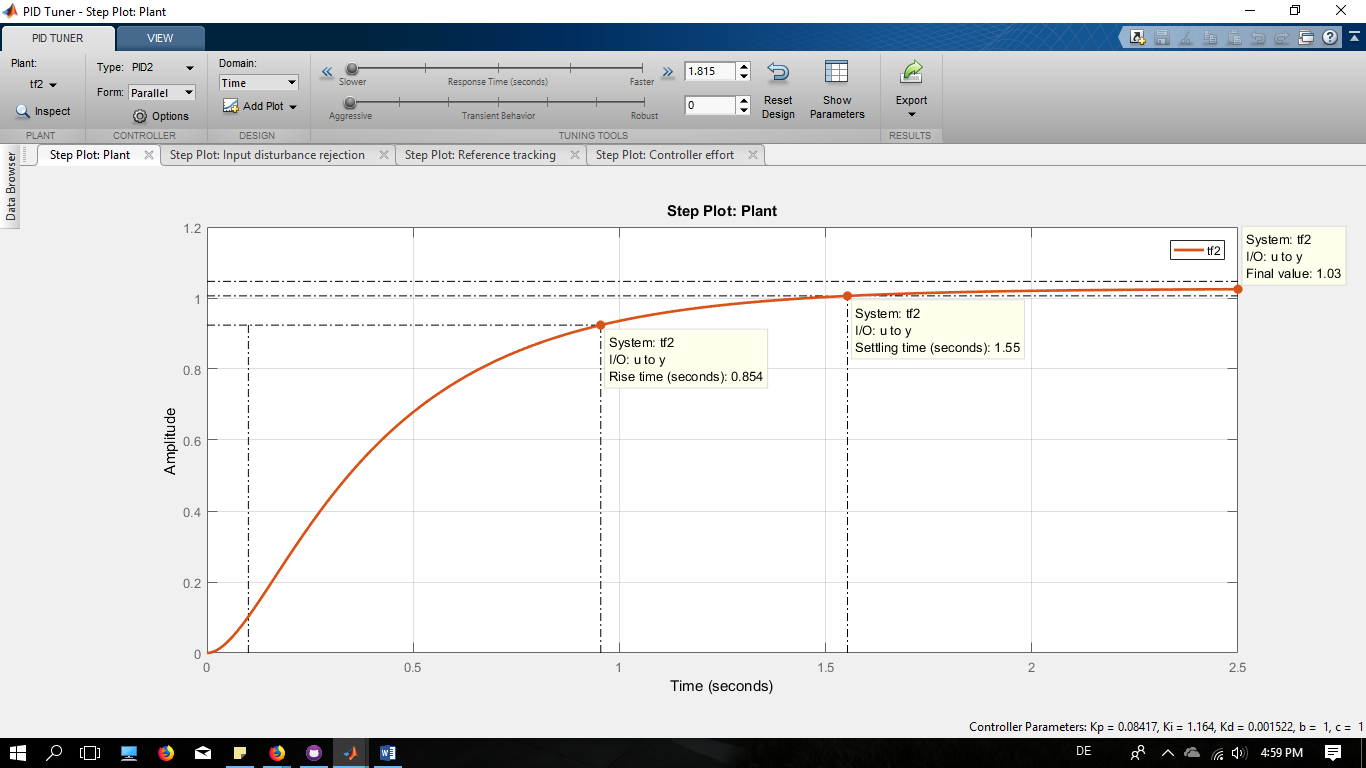 PID Tuner - Step Plot: Plant
PID TUNER
VIEW
Plant:
tf2
Inspect
PLANT
Type: PID2
Form: Parallel
Options
CONTROLLER
Domain:
Time
Add Plot
DESIGN
Slower Response Time (seconds) Faster
1.815
Aggressive Transient Behavior Robust
0
TUNING TOOLS
Reset
Design
Show
Parameters
Export
RESULTS
Data Browser
Step Plot: Plant
Step Plot: Input disturbance rejection
Step Plot: Reference tracking
Step Plot: Controller effort
Step Plot: Plant
tf2
System: tf2
I/O: u to y
Final value: 1.03
System: tf2
I/O: u to y
Settling time (seconds): 1.55
System: tf2
I/O: u to y
Rise time (seconds): 0.854
Amplitude
1.2
1
0.8
0.6
0.4
0.2
0
0 0.5 1 1.5 2 2.5
Time (seconds)
Controller Parameters: Kp = 0.08417, Ki = 1.164, Kd = 0.001522, b = 1, c = 1
DE
4:59 PM